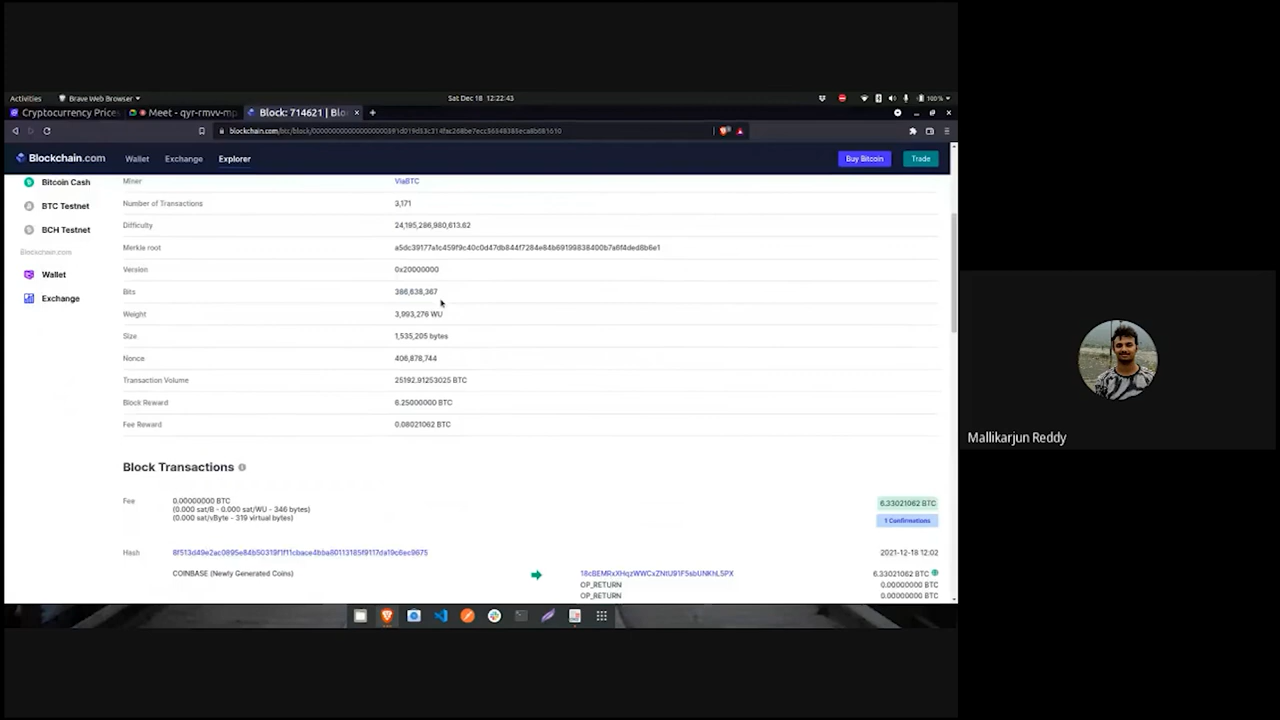 Activities
Brave Web Browser
Sat Dec 18 12:22:43
100%
Cryptocurrency Price
Meet - qyr-rmvv-mp
Block: 714621 | Blo
Blockchain.com
Wallet
Exchange
Explorer
Buy Bitcoin
Trade
Bitcoin Cash
BTC Testnet
BCH Testnet
Blockchain.com
Wallet
Exchange
Miner
ViaBTC
Number of Transactions
3,171
Difficulty
24,195,286,980,613.62
Merkle root
Version
0x20000000
Bits
386,638,367
Weight
3,993,276 WU
Size
1,535,205 bytes
Nonce
406,878,744
Transaction Volume
25192.91253025 BTC
Block Reward
6.25000000 BTC
Fee Reward
0.08021062 BTC
Block Transactions
Fee
0.00000000 BTC
(0.000 sat/B - 0.000 sat/WU - 346 bytes)
(0.000 sat/vByte - 319 virtual bytes)
6.33021062 BTC
1 Confirmations
Hash
2021-12-18 12:02
COINBASE (Newly Generated Coins)
6.33021062 BTC
OP_RETURN
0.00000000 BTC
OP_RETURN
0.00000000 BTC
Mallikarjun Reddy